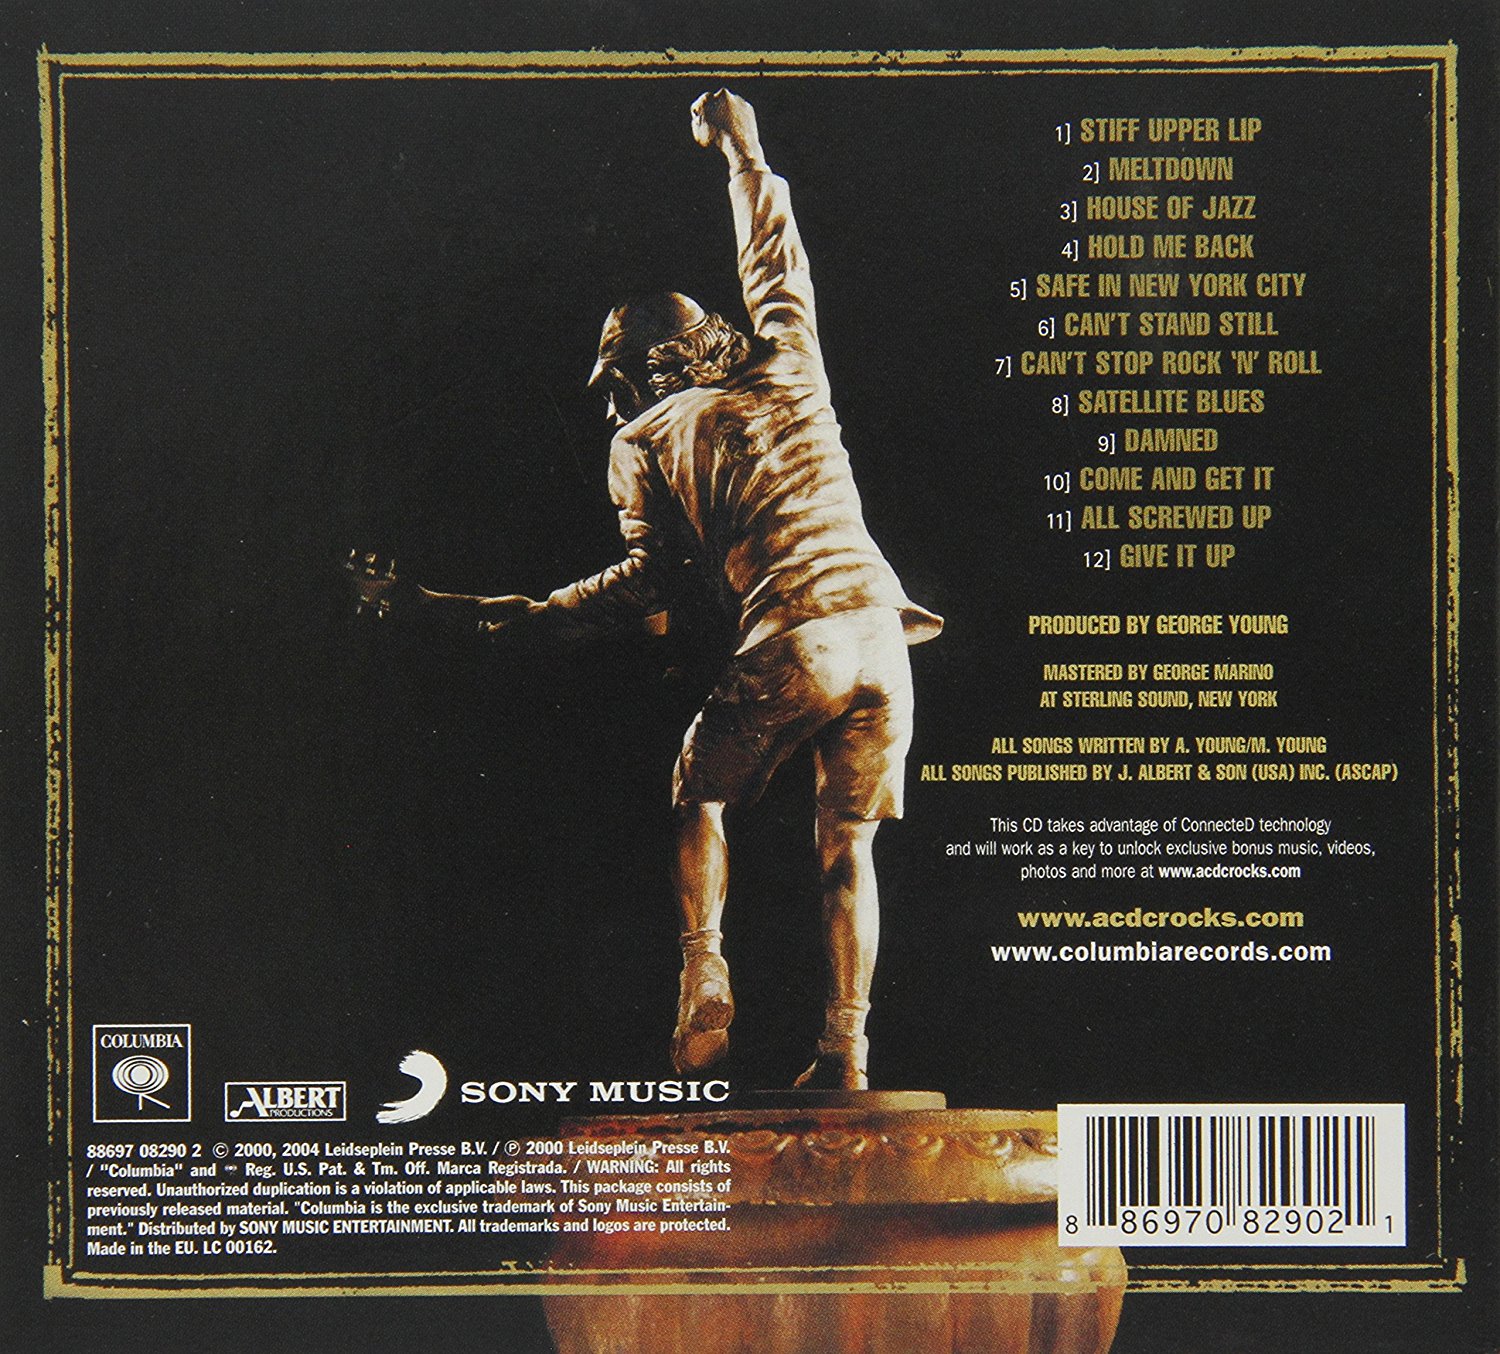 1] STIFF UPPER LIP
2] MELTDOWN
3] HOUSE OF JAZZ
4] HOLD ME BACK
5] SAFE IN NEW YORK CITY
6] CAN'T STAND STILL
7] CAN'T STOP ROCK 'N' ROLL
8] SATELLITE BLUES
9] DAMNED
10] COME AND GET IT
11] ALL SCREWED UP
12] GIVE IT UP
PRODUCED BY GEORGE YOUNG
MASTERED BY GEORGE MARINO
AT STERLING SOUND, NEW YORK
ALL SONGS WRITTEN BY A. YOUNG/M. YOUNG
ALL SONGS PUBLISHED BY J. ALBERT & SON (USA) INC. (ASCAP)
This CD takes advantage of ConnecteD technology
and will work as a key to unlock exclusive bonus music, videos,
photos and more at www.acdcrocks.com
www.acdcrocks.com
www.columbiarecords.com
COLUMBIA
ALBERT
PRODUCTIONS
SONY MUSIC
88697 08290 2 © 2000, 2004 Leidseplein Presse B.V. / ℗ 2000 Leidseplein Presse B.V.
/ "Columbia" and Reg. U.S. Pat. & Tm. Off. Marca Registrada. / WARNING: All rights
reserved. Unauthorized duplication is a violation of applicable laws. This package consists of
previously released material. "Columbia is the exclusive trademark of Sony Music Entertain-
ment." Distributed by SONY MUSIC ENTERTAINMENT. All trademarks and logos are protected.
Made in the EU. LC 00162.
8 86970 82902 1